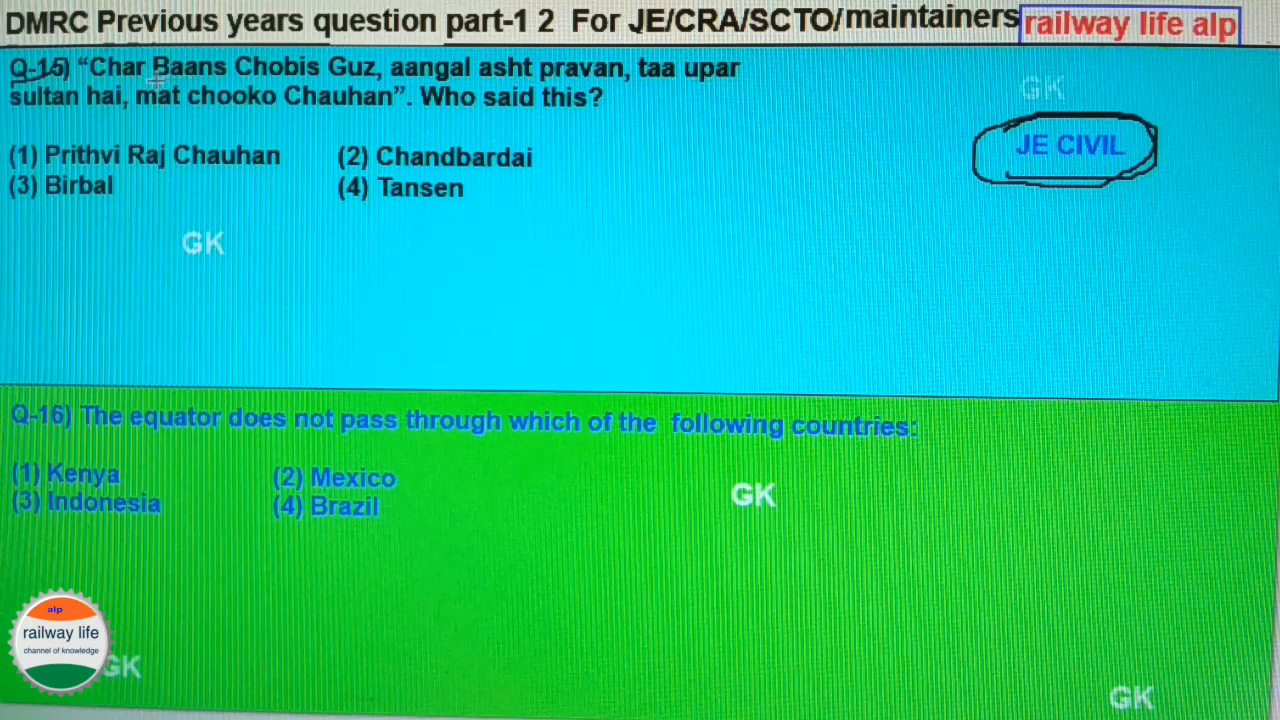 DMRC Previous years question part-1 2 For JE/CRA/SCTO/maintainers
railway life alp
Q-15) “Char Baans Chobis Guz, aangal asht pravan, taa upar
sultan hai, mat chooko Chauhan”. Who said this?
GK
JE CIVIL
(1) Prithvi Raj Chauhan (2) Chandbardai
(3) Birbal (4) Tansen
GK
Q-16) The equator does not pass through which of the following countries:
(1) Kenya (2) Mexico
(3) Indonesia (4) Brazil
GK
alp
railway life
channel of knowledge
GK
GK